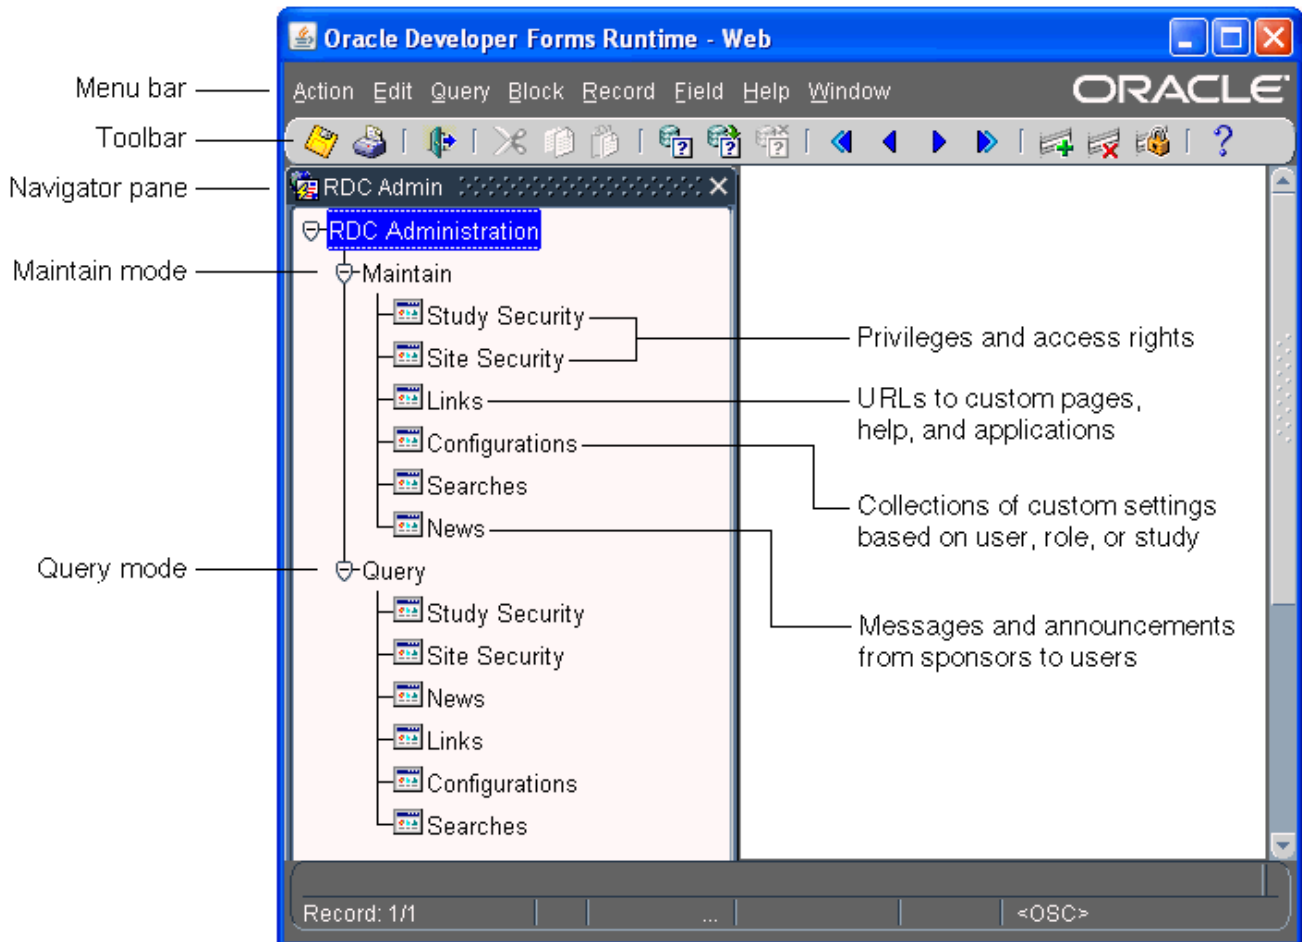 Oracle Developer Forms Runtime - Web
Menu bar
Action Edit Query Block Record Field Help Window
ORACLE
Toolbar
Navigator pane
RDC Admin
RDC Administration
Maintain mode
Maintain
Study Security
Site Security
Privileges and access rights
Links
URLs to custom pages,
help, and applications
Configurations
Searches
Collections of custom settings
based on user, role, or study
News
Query mode
Query
Study Security
Site Security
Messages and announcements
from sponsors to users
News
Links
Configurations
Searches
Record: 1/1
...
<OSC>